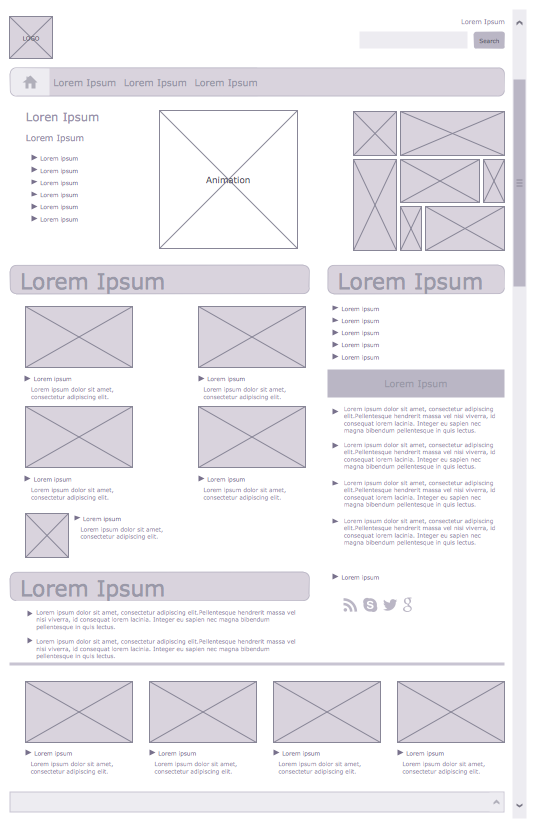 LOGO
Lorem Ipsum
Search
Lorem Ipsum Lorem Ipsum Lorem Ipsum
Loren Ipsum
Lorem Ipsum
Lorem ipsum
Lorem ipsum
Lorem ipsum
Lorem ipsum
Lorem ipsum
Lorem ipsum
Animation
Lorem Ipsum
Lorem ipsum
Lorem ipsum dolor sit amet,
consectetur adipiscing elit.
Lorem ipsum
Lorem ipsum dolor sit amet,
consectetur adipiscing elit.
Lorem ipsum
Lorem ipsum dolor sit amet,
consectetur adipiscing elit.
Lorem ipsum
Lorem ipsum dolor sit amet,
consectetur adipiscing elit.
Lorem ipsum
Lorem ipsum dolor sit amet,
consectetur adipiscing elit.
Lorem Ipsum
Lorem ipsum dolor sit amet, consectetur adipiscing elit.Pellentesque hendrerit massa vel
nisi viverra, id consequat lorem lacinia. Integer eu sapien nec magna bibendum
pellentesque in quis lectus.
Lorem ipsum dolor sit amet, consectetur adipiscing elit.Pellentesque hendrerit massa vel
nisi viverra, id consequat lorem lacinia. Integer eu sapien nec magna bibendum
pellentesque in quis lectus.
Lorem Ipsum
Lorem ipsum
Lorem ipsum
Lorem ipsum
Lorem ipsum
Lorem ipsum
Lorem Ipsum
Lorem ipsum dolor sit amet, consectetur adipiscing
elit.Pellentesque hendrerit massa vel nisi viverra, id
consequat lorem lacinia. Integer eu sapien nec
magna bibendum pellentesque in quis lectus.
Lorem ipsum dolor sit amet, consectetur adipiscing
elit.Pellentesque hendrerit massa vel nisi viverra, id
consequat lorem lacinia. Integer eu sapien nec
magna bibendum pellentesque in quis lectus.
Lorem ipsum dolor sit amet, consectetur adipiscing
elit.Pellentesque hendrerit massa vel nisi viverra, id
consequat lorem lacinia. Integer eu sapien nec
magna bibendum pellentesque in quis lectus.
Lorem ipsum dolor sit amet, consectetur adipiscing
elit.Pellentesque hendrerit massa vel nisi viverra, id
consequat lorem lacinia. Integer eu sapien nec
magna bibendum pellentesque in quis lectus.
Lorem ipsum
Lorem ipsum
Lorem ipsum dolor sit amet,
consectetur adipiscing elit.
Lorem ipsum
Lorem ipsum dolor sit amet,
consectetur adipiscing elit.
Lorem ipsum
Lorem ipsum dolor sit amet,
consectetur adipiscing elit.
Lorem ipsum
Lorem ipsum dolor sit amet,
consectetur adipiscing elit.